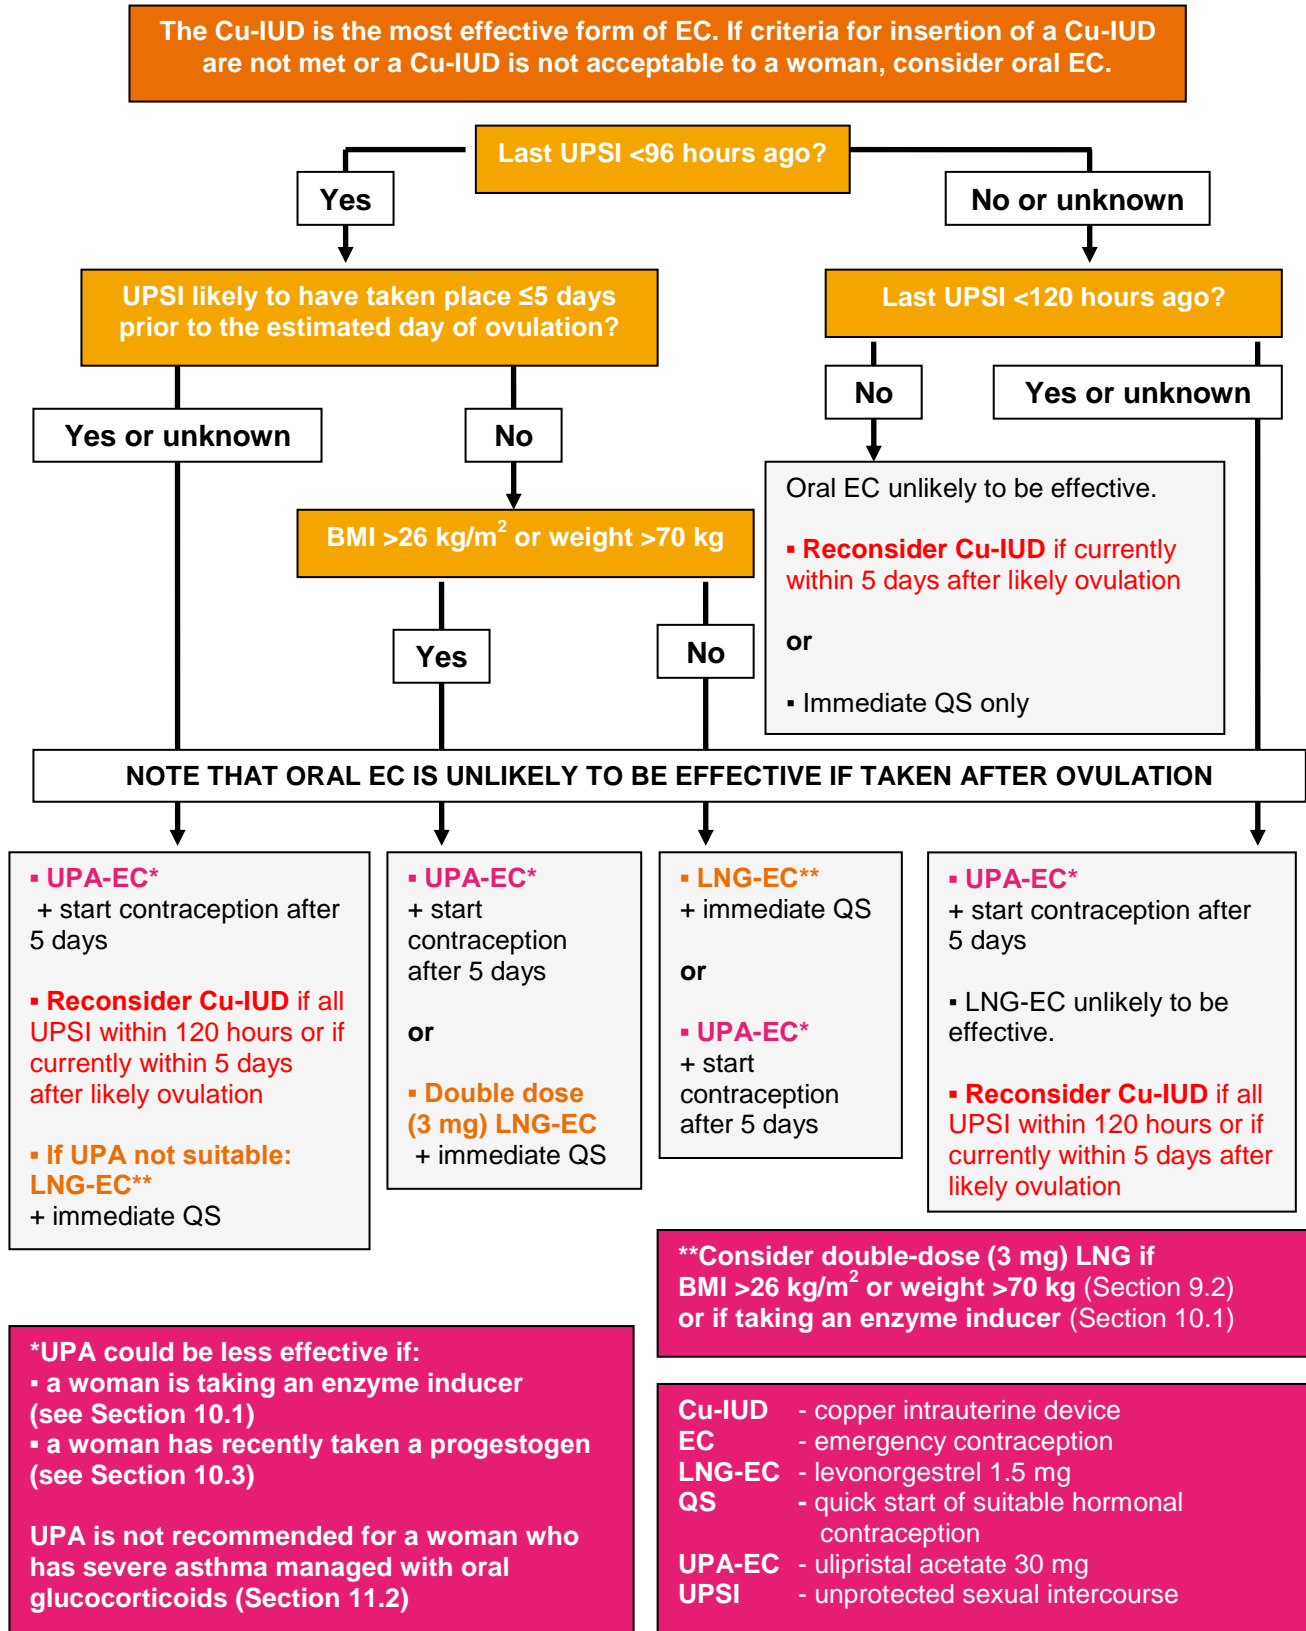 The Cu-IUD is the most effective form of EC. If criteria for insertion of a Cu-IUD
are not met or a Cu-IUD is not acceptable to a woman, consider oral EC.
Last UPSI <96 hours ago?
Yes
No or unknown
UPSI likely to have taken place ≤5 days
prior to the estimated day of ovulation?
Last UPSI <120 hours ago?
Yes or unknown
No
No
Yes or unknown
BMI >26 kg/m² or weight >70 kg
Yes
No
Oral EC unlikely to be effective.
▪ Reconsider Cu-IUD if currently
within 5 days after likely ovulation
or
▪ Immediate QS only
NOTE THAT ORAL EC IS UNLIKELY TO BE EFFECTIVE IF TAKEN AFTER OVULATION
▪ UPA-EC*
+ start contraception after
5 days
▪ Reconsider Cu-IUD if all
UPSI within 120 hours or if
currently within 5 days
after likely ovulation
▪ If UPA not suitable:
LNG-EC**
+ immediate QS
▪ UPA-EC*
+ start
contraception
after 5 days
or
▪ Double dose
(3 mg) LNG-EC
+ immediate QS
▪ LNG-EC**
+ immediate QS
or
▪ UPA-EC*
+ start
contraception
after 5 days
▪ UPA-EC*
+ start contraception after
5 days
▪ LNG-EC unlikely to be
effective.
▪ Reconsider Cu-IUD if all
UPSI within 120 hours or if
currently within 5 days after
likely ovulation
**Consider double-dose (3 mg) LNG if
BMI >26 kg/m² or weight >70 kg (Section 9.2)
or if taking an enzyme inducer (Section 10.1)
*UPA could be less effective if:
▪ a woman is taking an enzyme inducer
(see Section 10.1)
▪ a woman has recently taken a progestogen
(see Section 10.3)
UPA is not recommended for a woman who
has severe asthma managed with oral
glucocorticoids (Section 11.2)
Cu-IUD - copper intrauterine device
EC - emergency contraception
LNG-EC - levonorgestrel 1.5 mg
QS - quick start of suitable hormonal
contraception
UPA-EC - ulipristal acetate 30 mg
UPSI - unprotected sexual intercourse